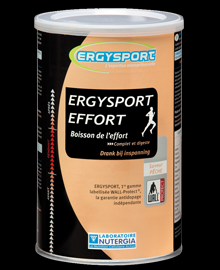 ERGYSPORT
ERGYSPORT
EFFORT
Boisson de l'effort
Complet et digeste
Drank bij inspanning
WALL
ERGYSPORT, 1re gamme
labellisée WALL-Protect®,
la garantie antidopage
indépendante
LABORATOIRE
NUTERGIA